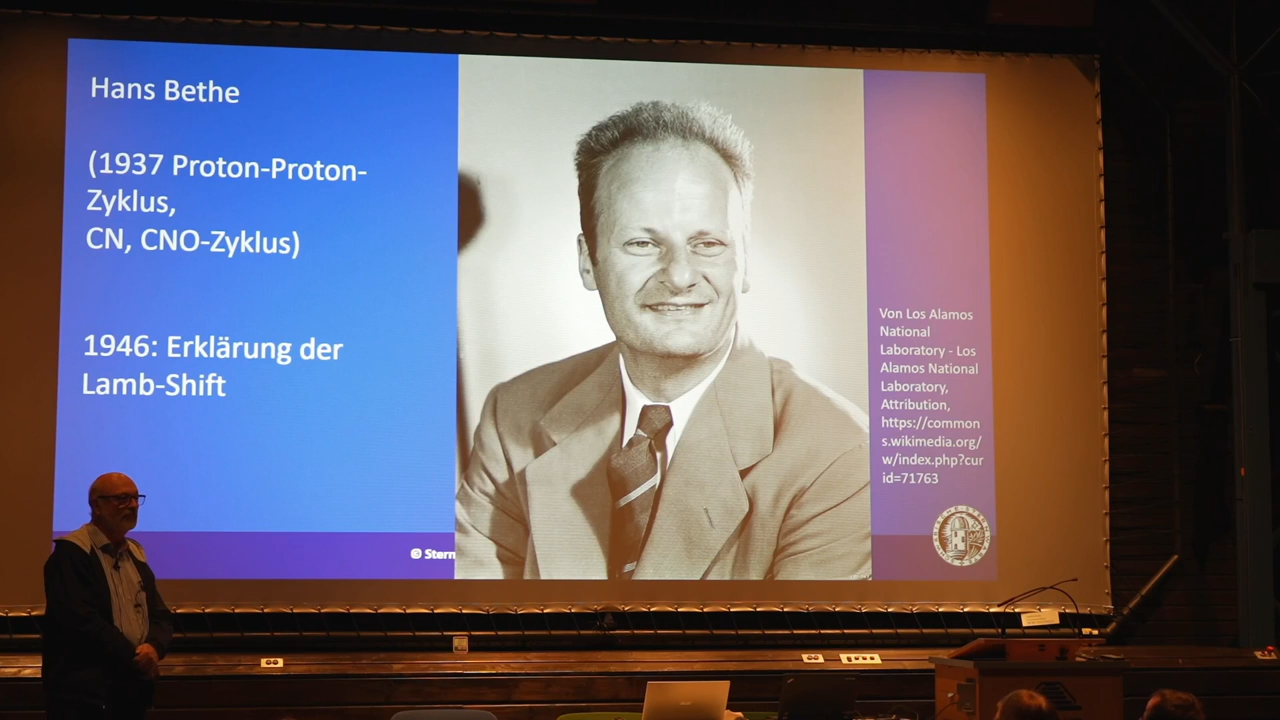 Hans Bethe
(1937 Proton-Proton-
Zyklus,
CN, CNO-Zyklus)
1946: Erklärung der
Lamb-Shift
© Stern
Von Los Alamos
National
Laboratory - Los
Alamos National
Laboratory,
Attribution,
https://common
s.wikimedia.org/
w/index.php?cur
id=71763